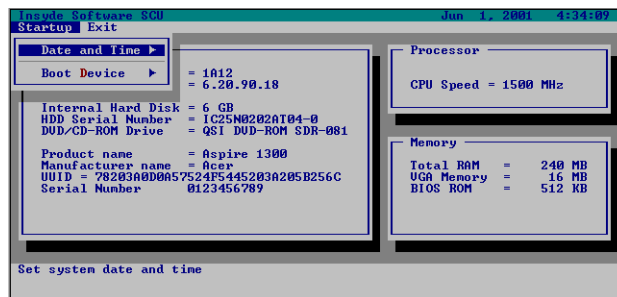 Insyde Software SCU Jun 1, 2001 4:34:09
Startup Exit
Date and Time ►
Boot Device ►
= 1A12
= 6.20.90.18
Internal Hard Disk = 6 GB
HDD Serial Number = IC25N0202AT04-0
DVD/CD-ROM Drive = QSI DVD-ROM SDR-081
Product name = Aspire 1300
Manufacturer name = Acer
UUID = 78203A0D0A57524F5445203A205B256C
Serial Number 0123456789
Processor
CPU Speed = 1500 MHz
Memory
Total RAM = 240 MB
VGA Memory = 16 MB
BIOS ROM = 512 KB
Set system date and time